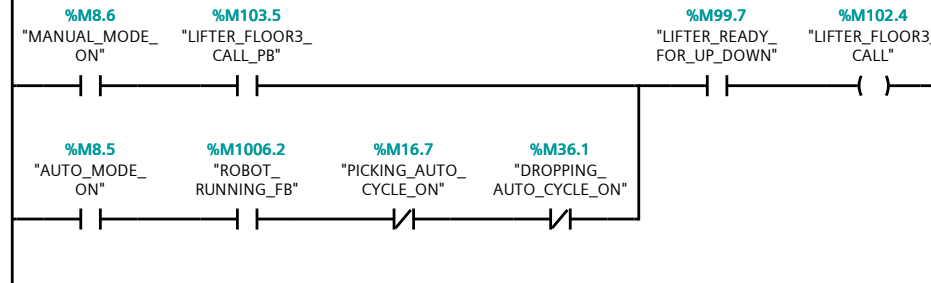 %M8.6 %M103.5 %M99.7 %M102.4
"MANUAL_MODE_ "LIFTER_FLOOR3_ "LIFTER_READY_ "LIFTER_FLOOR3_
ON" CALL_PB" FOR_UP_DOWN" CALL"
%M8.5 %M1006.2 %M16.7 %M36.1
"AUTO_MODE_ "ROBOT_ "PICKING_AUTO_ "DROPPING_
ON" RUNNING_FB" CYCLE_ON" AUTO_CYCLE_ON"